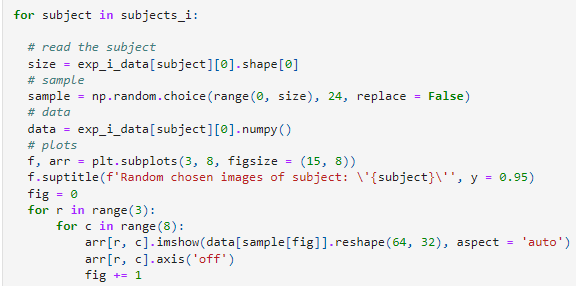 for subject in subjects_i:
# read the subject
size = exp_i_data[subject][0].shape[0]
# sample
sample = np.random.choice(range(0, size), 24, replace = False)
# data
data = exp_i_data[subject][0].numpy()
# plots
f, arr = plt.subplots(3, 8, figsize = (15, 8))
f.suptitle(f'Random chosen images of subject: \'{subject}\'', y = 0.95)
fig = 0
for r in range(3):
for c in range(8):
arr[r, c].imshow(data[sample[fig]].reshape(64, 32), aspect = 'auto')
arr[r, c].axis('off')
fig += 1